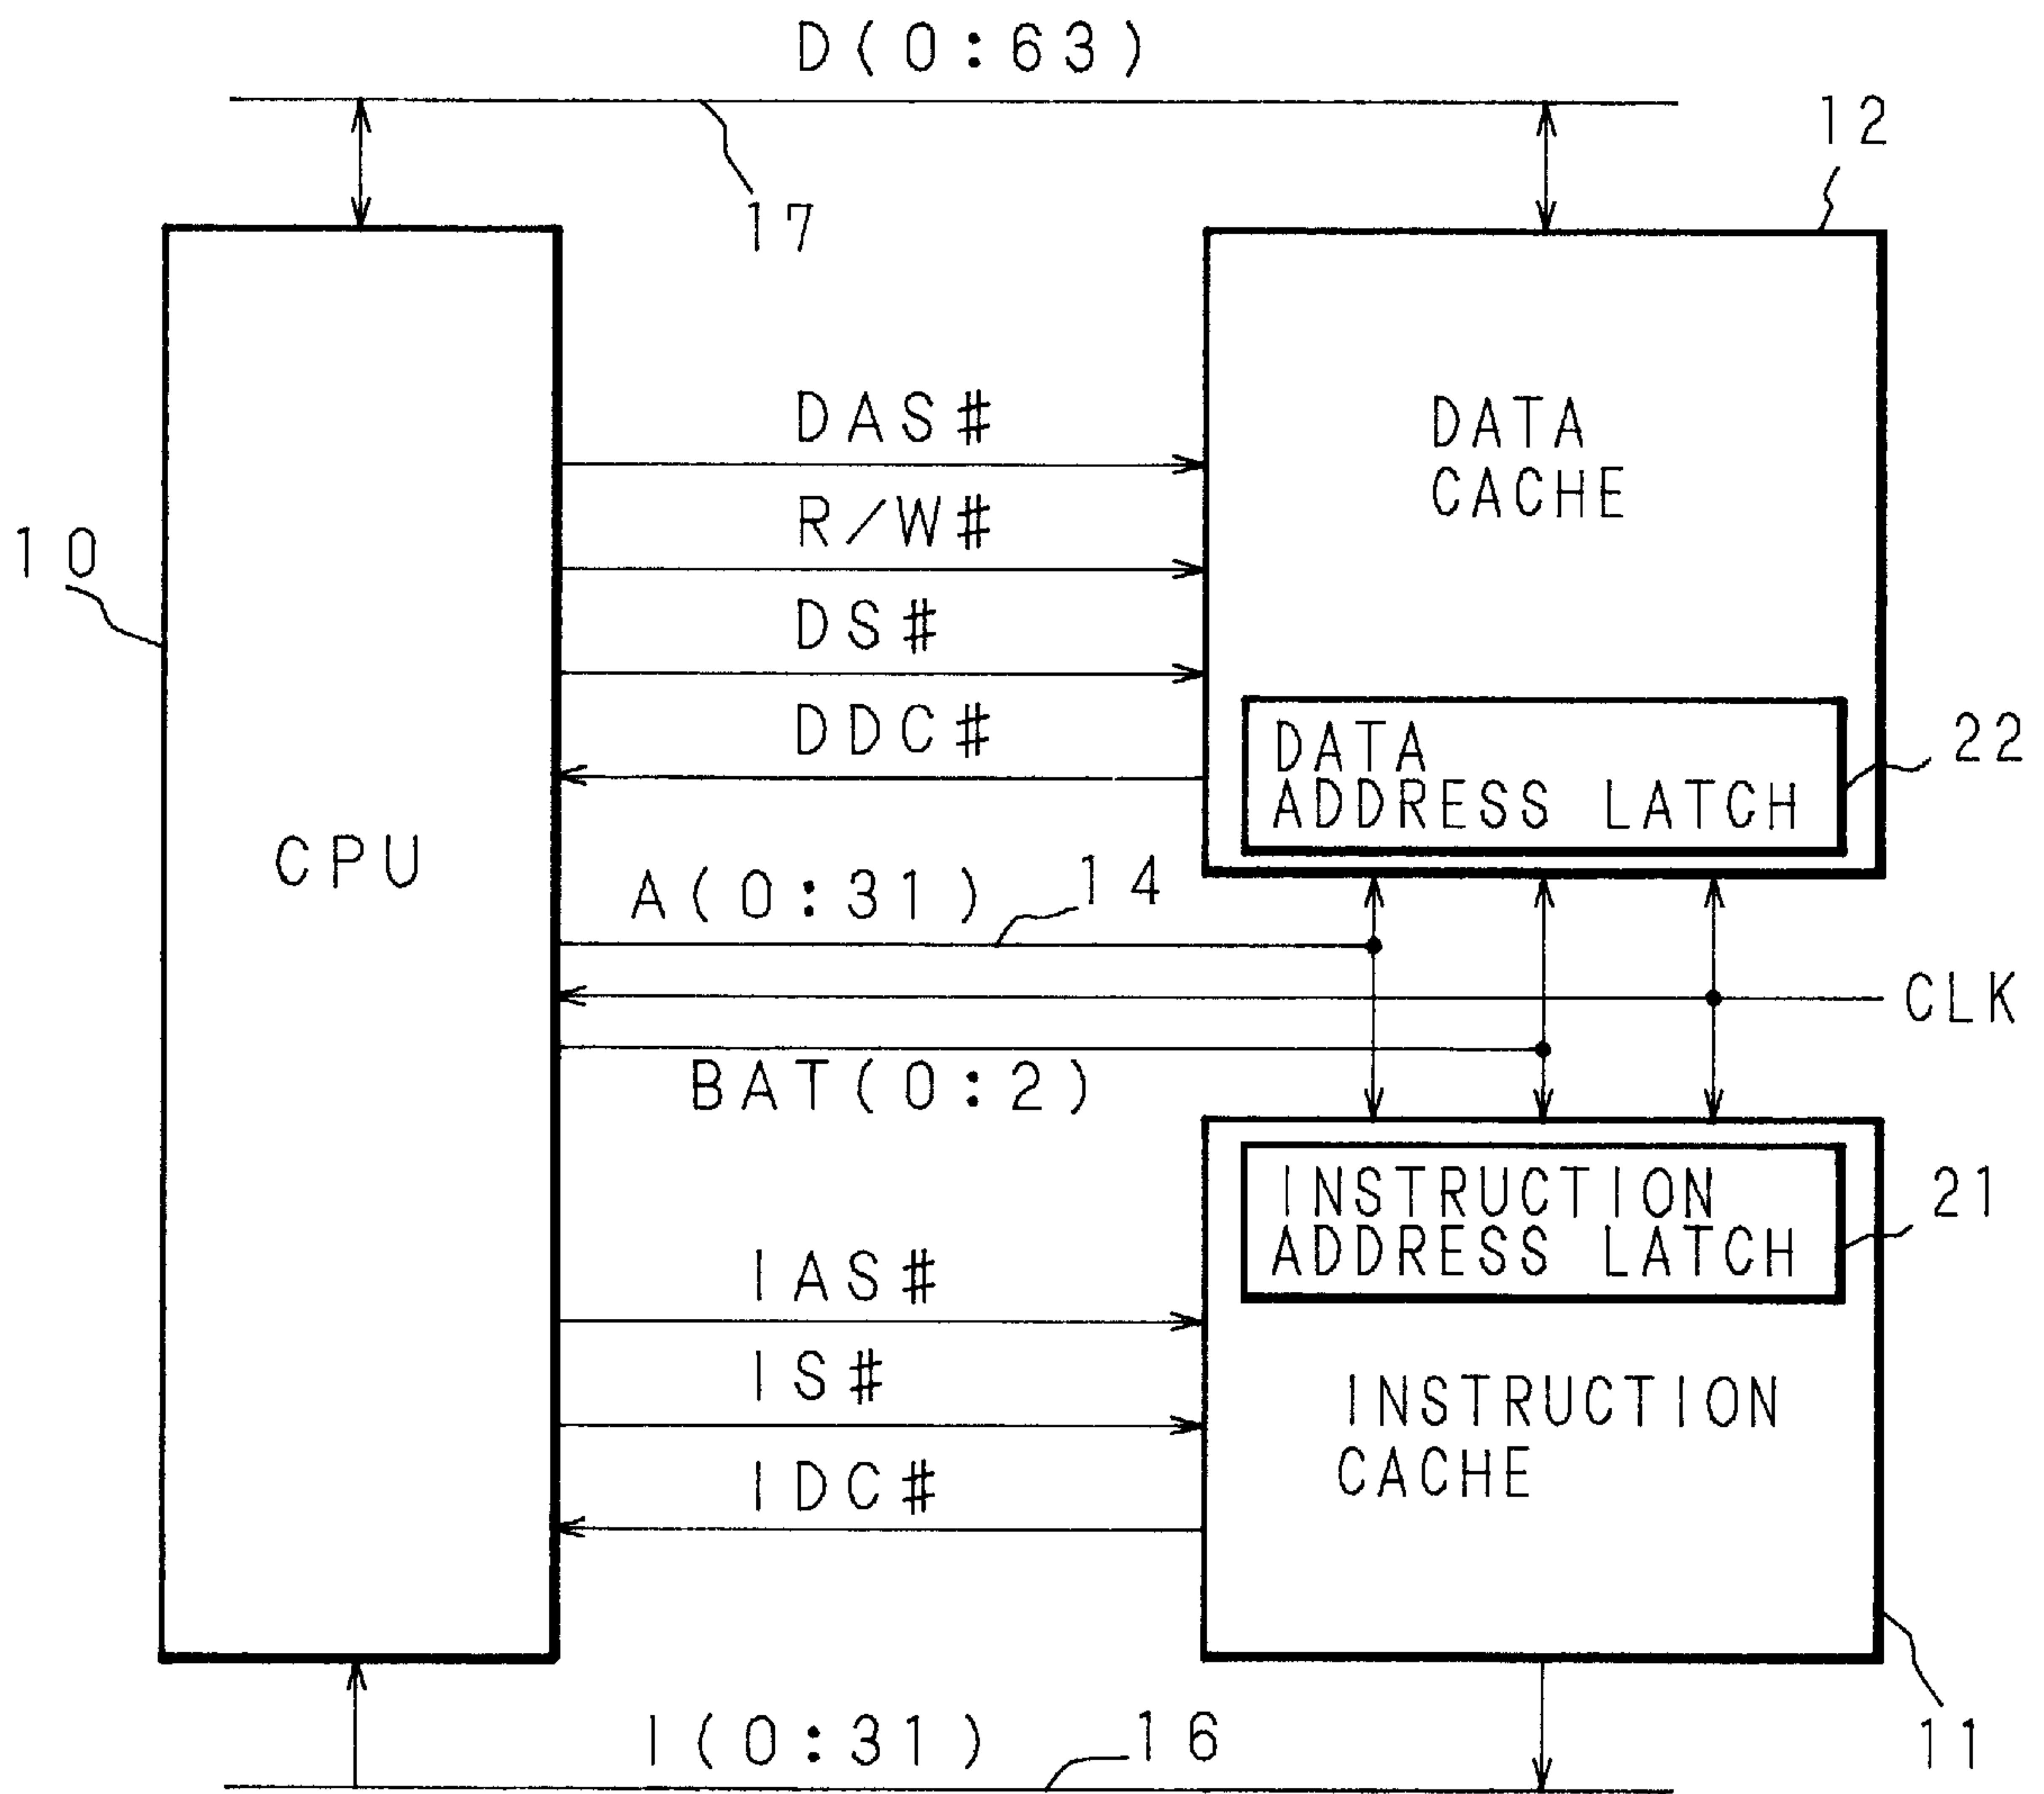 D(0:63)
12
17
DAS#
DATA
CACHE
R/W#
10
DS#
DDC#
DATA
ADDRESS LATCH
22
CPU
A(0:31)
14
CLK
BAT(0:2)
INSTRUCTION
ADDRESS LATCH
21
IAS#
IS#
INSTRUCTION
CACHE
IDC#
I(0:31)
16
11